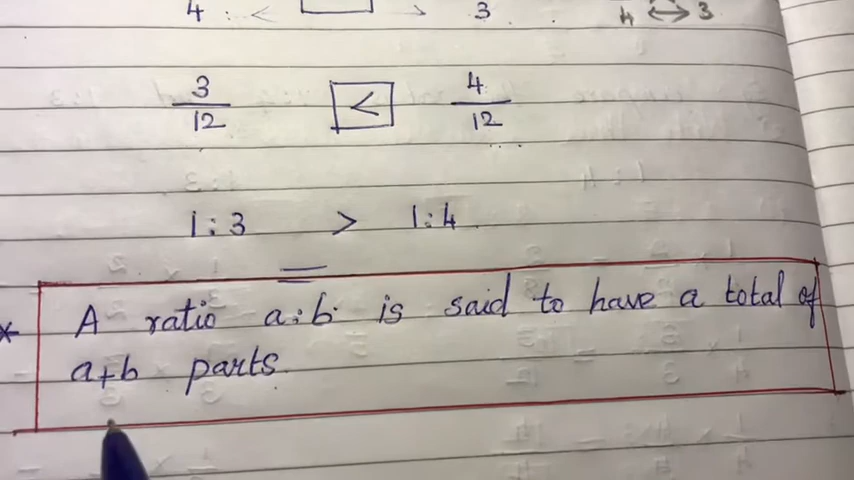 4 < > 3 4 ↔ 3
3/12 < 4/12
1:3 > 1:4
* A ratio a:b is said to have a total of
a+b parts